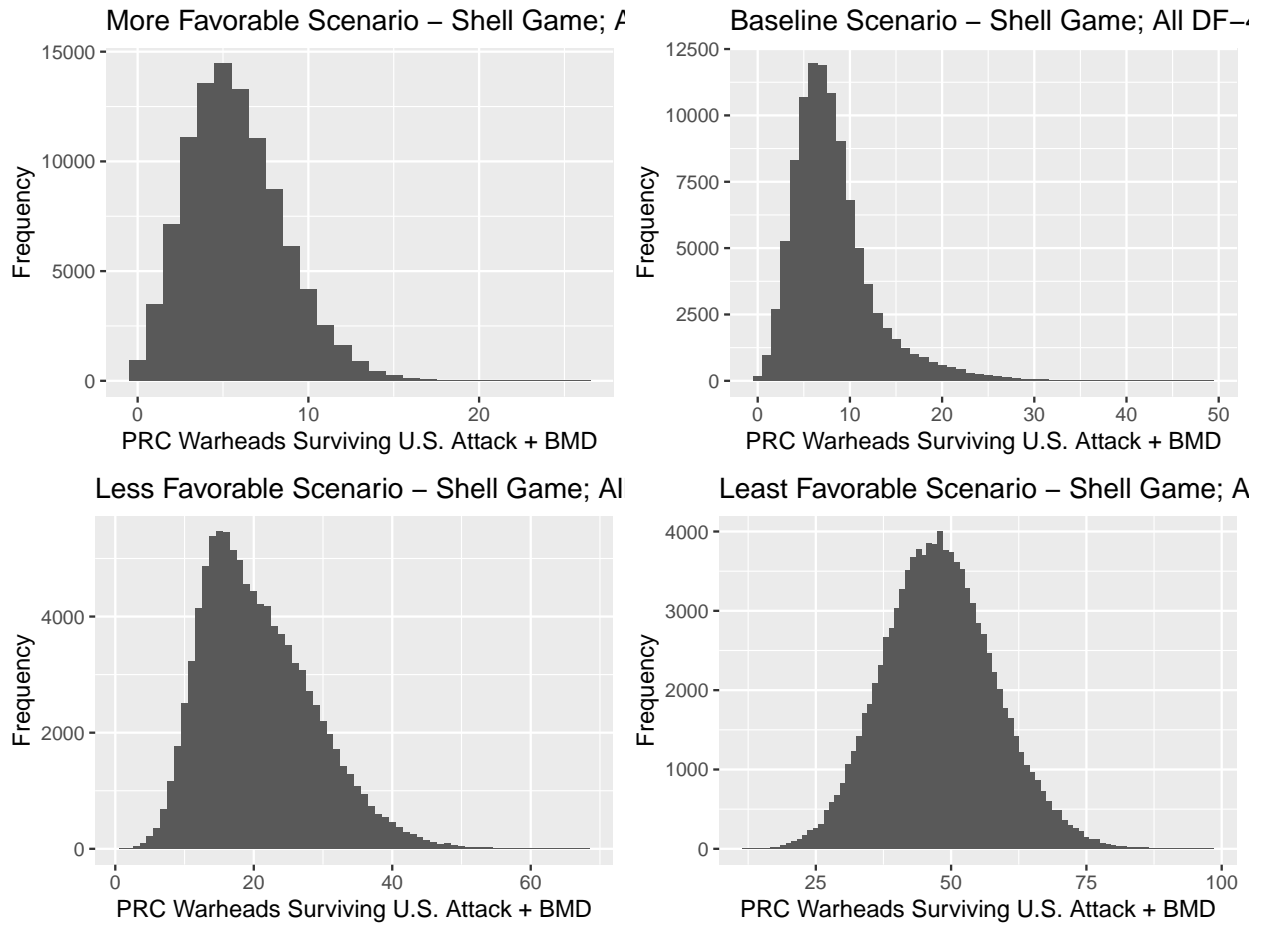 More Favorable Scenario – Shell Game;
15000
10000
5000
0
Frequency
0 10 20
PRC Warheads Surviving U.S. Attack + BMD
Baseline Scenario – Shell Game; All DF–
12500
10000
7500
5000
2500
0
Frequency
0 10 20 30 40 50
PRC Warheads Surviving U.S. Attack + BMD
Less Favorable Scenario – Shell Game; All
4000
2000
0
Frequency
0 20 40 60
PRC Warheads Surviving U.S. Attack + BMD
Least Favorable Scenario – Shell Game; A
4000
3000
2000
1000
0
Frequency
25 50 75 100
PRC Warheads Surviving U.S. Attack + BMD